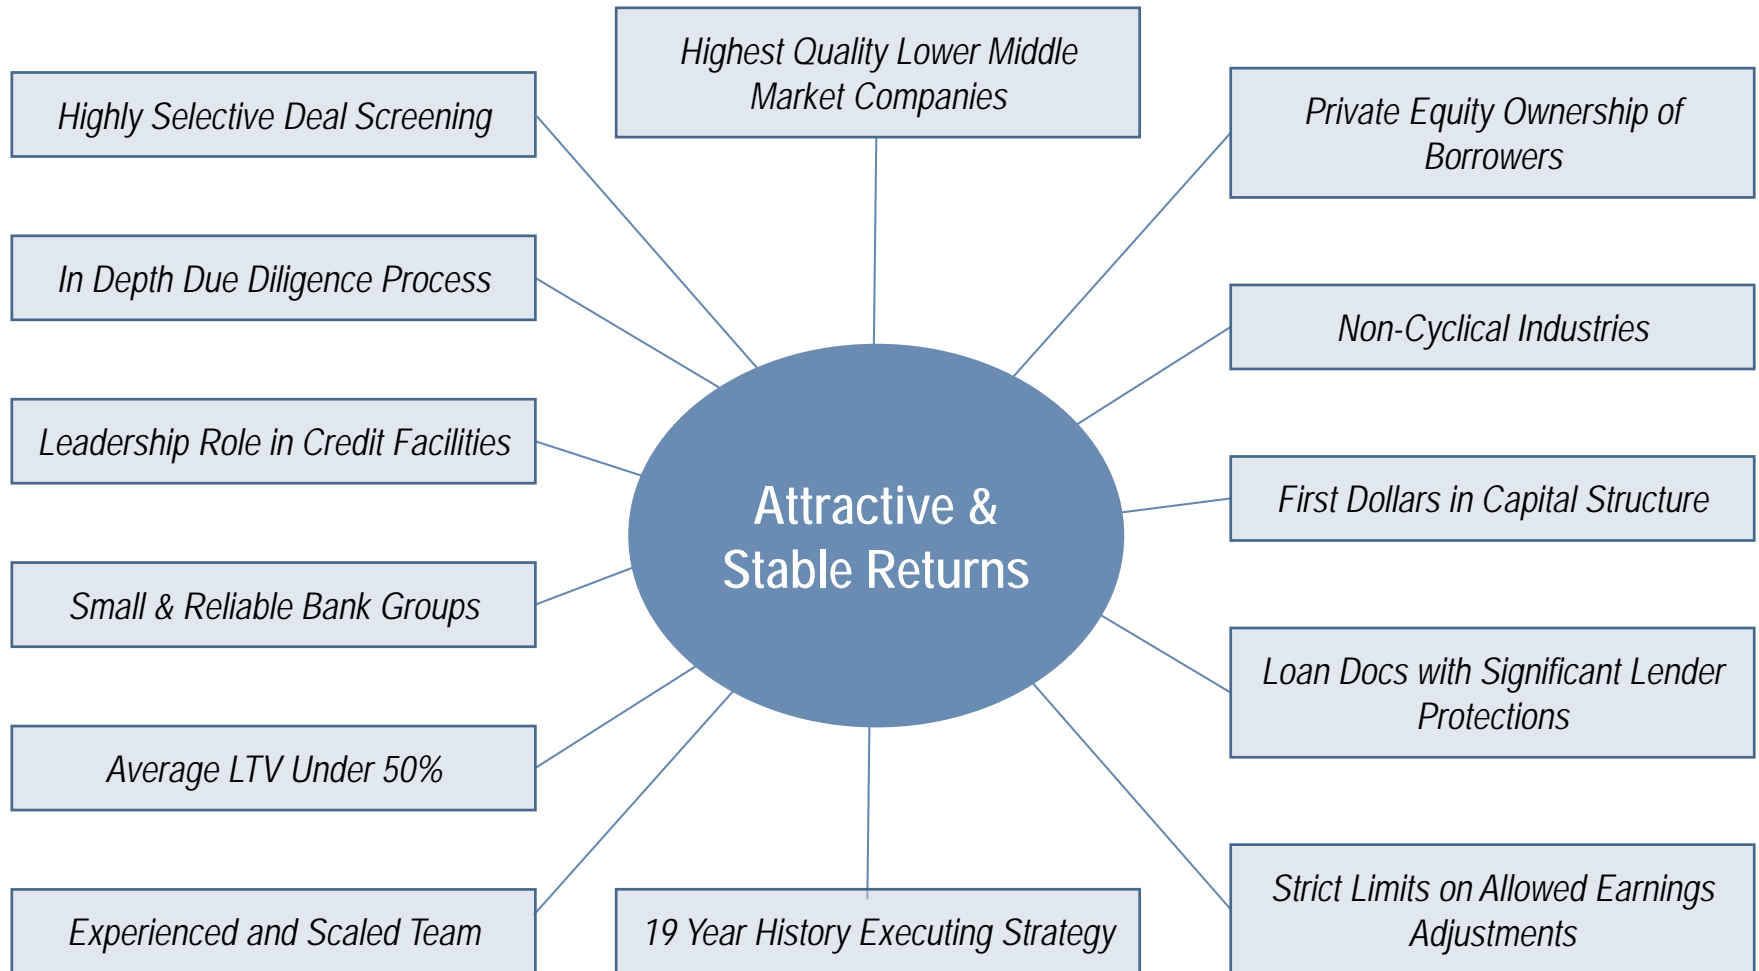 Highest Quality Lower Middle
Market Companies
Highly Selective Deal Screening
In Depth Due Diligence Process
Leadership Role in Credit Facilities
Small & Reliable Bank Groups
Average LTV Under 50%
Experienced and Scaled Team
Attractive &
Stable Returns
19 Year History Executing Strategy
Private Equity Ownership of
Borrowers
Non-Cyclical Industries
First Dollars in Capital Structure
Loan Docs with Significant Lender
Protections
Strict Limits on Allowed Earnings
Adjustments